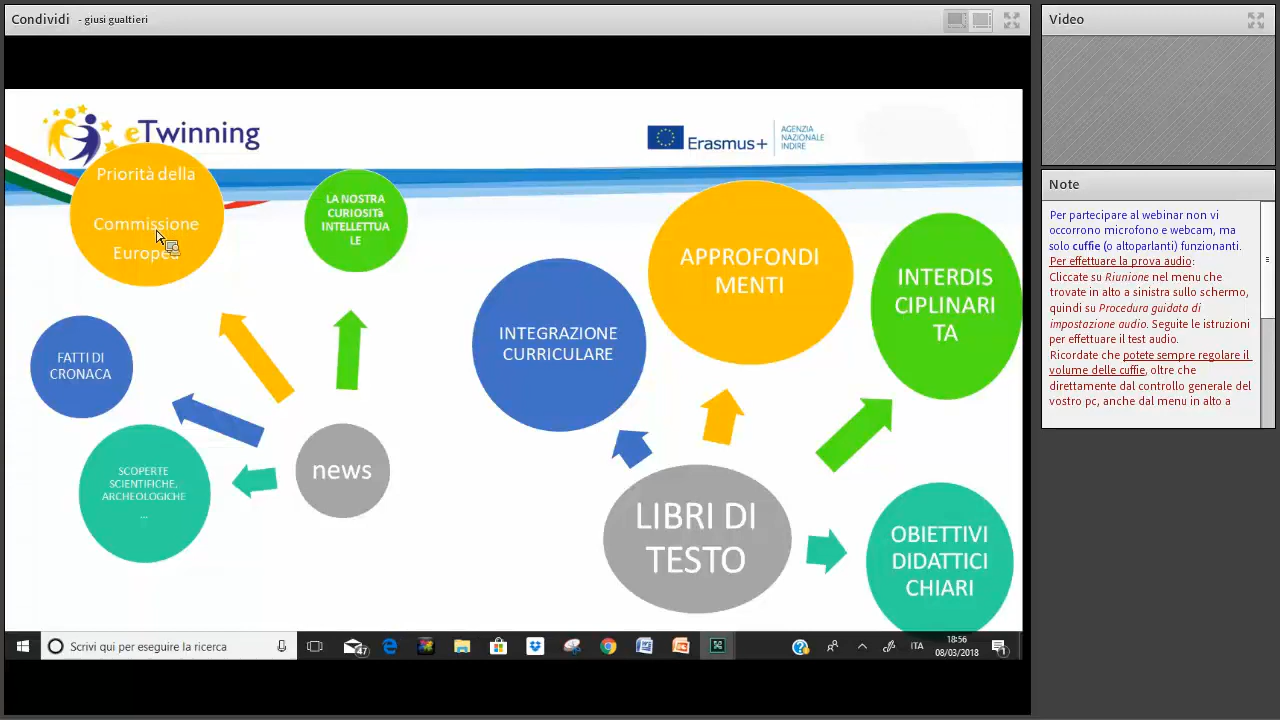 Condividi - giusi gualtieri
eTwinning
Erasmus+
AGENZIA
NAZIONALE
INDIRE
Priorità della
Commissione
Europea
LA NOSTRA
CURIOSITà
INTELLETTUA
LE
FATTI DI
CRONACA
SCOPERTE
SCIENTIFICHE,
ARCHEOLOGICHE
...
news
INTEGRAZIONE
CURRICULARE
APPROFONDI
MENTI
INTERDIS
CIPLINARI
TA
LIBRI DI
TESTO
OBIETTIVI
DIDATTICI
CHIARI
Scrivi qui per eseguire la ricerca
47
ITA
18:56
08/03/2018
1
Video
Note
Per partecipare al webinar non vi
occorrono microfono e webcam, ma
solo cuffie (o altoparlanti) funzionanti.
Per effettuare la prova audio:
Cliccate su Riunione nel menu che
trovate in alto a sinistra sullo schermo,
quindi su Procedura guidata di
impostazione audio. Seguite le istruzioni
per effettuare il test audio.
Ricordate che potete sempre regolare il
volume delle cuffie, oltre che
direttamente dal controllo generale del
vostro pc, anche dal menu in alto a